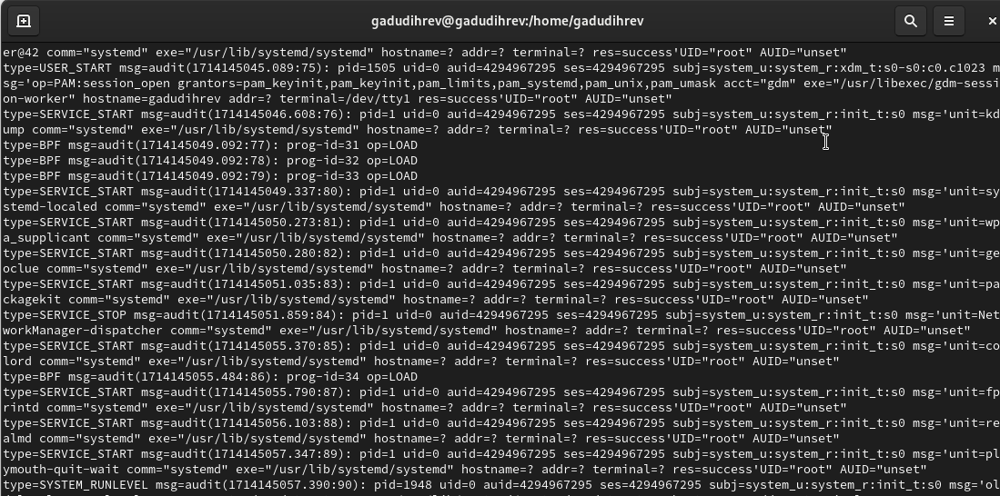 gadudihrev@gadudihrev:/home/gadudihrev
er@42 comm="systemd" exe="/usr/lib/systemd/systemd" hostname=? addr=? terminal=? res=success'UID="root" AUID="unset"
type=USER_START msg=audit(1714145045.089:75): pid=1505 uid=0 auid=4294967295 ses=4294967295 subj=system_u:system_r:xdm_t:s0-s0:c0.c1023 m
sg='op=PAM:session_open grantors=pam_keyinit,pam_keyinit,pam_limits,pam_systemd,pam_unix,pam_umask acct="gdm" exe="/usr/libexec/gdm-sessi
on-worker" hostname=gadudihrev addr=? terminal=/dev/tty1 res=success'UID="root" AUID="unset"
type=SERVICE_START msg=audit(1714145046.608:76): pid=1 uid=0 auid=4294967295 ses=4294967295 subj=system_u:system_r:init_t:s0 msg='unit=kd
ump comm="systemd" exe="/usr/lib/systemd/systemd" hostname=? addr=? terminal=? res=success'UID="root" AUID="unset"
type=BPF msg=audit(1714145049.092:77): prog-id=31 op=LOAD
type=BPF msg=audit(1714145049.092:78): prog-id=32 op=LOAD
type=BPF msg=audit(1714145049.092:79): prog-id=33 op=LOAD
type=SERVICE_START msg=audit(1714145049.337:80): pid=1 uid=0 auid=4294967295 ses=4294967295 subj=system_u:system_r:init_t:s0 msg='unit=sy
stemd-localed comm="systemd" exe="/usr/lib/systemd/systemd" hostname=? addr=? terminal=? res=success'UID="root" AUID="unset"
type=SERVICE_START msg=audit(1714145050.273:81): pid=1 uid=0 auid=4294967295 ses=4294967295 subj=system_u:system_r:init_t:s0 msg='unit=wp
a_supplicant comm="systemd" exe="/usr/lib/systemd/systemd" hostname=? addr=? terminal=? res=success'UID="root" AUID="unset"
type=SERVICE_START msg=audit(1714145050.280:82): pid=1 uid=0 auid=4294967295 ses=4294967295 subj=system_u:system_r:init_t:s0 msg='unit=ge
oclue comm="systemd" exe="/usr/lib/systemd/systemd" hostname=? addr=? terminal=? res=success'UID="root" AUID="unset"
type=SERVICE_START msg=audit(1714145051.035:83): pid=1 uid=0 auid=4294967295 ses=4294967295 subj=system_u:system_r:init_t:s0 msg='unit=pa
ckagekit comm="systemd" exe="/usr/lib/systemd/systemd" hostname=? addr=? terminal=? res=success'UID="root" AUID="unset"
type=SERVICE_STOP msg=audit(1714145051.859:84): pid=1 uid=0 auid=4294967295 ses=4294967295 subj=system_u:system_r:init_t:s0 msg='unit=Net
workManager-dispatcher comm="systemd" exe="/usr/lib/systemd/systemd" hostname=? addr=? terminal=? res=success'UID="root" AUID="unset"
type=SERVICE_START msg=audit(1714145055.370:85): pid=1 uid=0 auid=4294967295 ses=4294967295 subj=system_u:system_r:init_t:s0 msg='unit=co
lord comm="systemd" exe="/usr/lib/systemd/systemd" hostname=? addr=? terminal=? res=success'UID="root" AUID="unset"
type=BPF msg=audit(1714145055.484:86): prog-id=34 op=LOAD
type=SERVICE_START msg=audit(1714145055.790:87): pid=1 uid=0 auid=4294967295 ses=4294967295 subj=system_u:system_r:init_t:s0 msg='unit=fp
rintd comm="systemd" exe="/usr/lib/systemd/systemd" hostname=? addr=? terminal=? res=success'UID="root" AUID="unset"
type=SERVICE_START msg=audit(1714145056.103:88): pid=1 uid=0 auid=4294967295 ses=4294967295 subj=system_u:system_r:init_t:s0 msg='unit=re
almd comm="systemd" exe="/usr/lib/systemd/systemd" hostname=? addr=? terminal=? res=success'UID="root" AUID="unset"
type=SERVICE_START msg=audit(1714145057.347:89): pid=1 uid=0 auid=4294967295 ses=4294967295 subj=system_u:system_r:init_t:s0 msg='unit=pl
ymouth-quit-wait comm="systemd" exe="/usr/lib/systemd/systemd" hostname=? addr=? terminal=? res=success'UID="root" AUID="unset"
type=SYSTEM_RUNLEVEL msg=audit(1714145057.390:90): pid=1948 uid=0 auid=4294967295 ses=4294967295 subj=system_u:system_r:init_t:s0 msg='ol